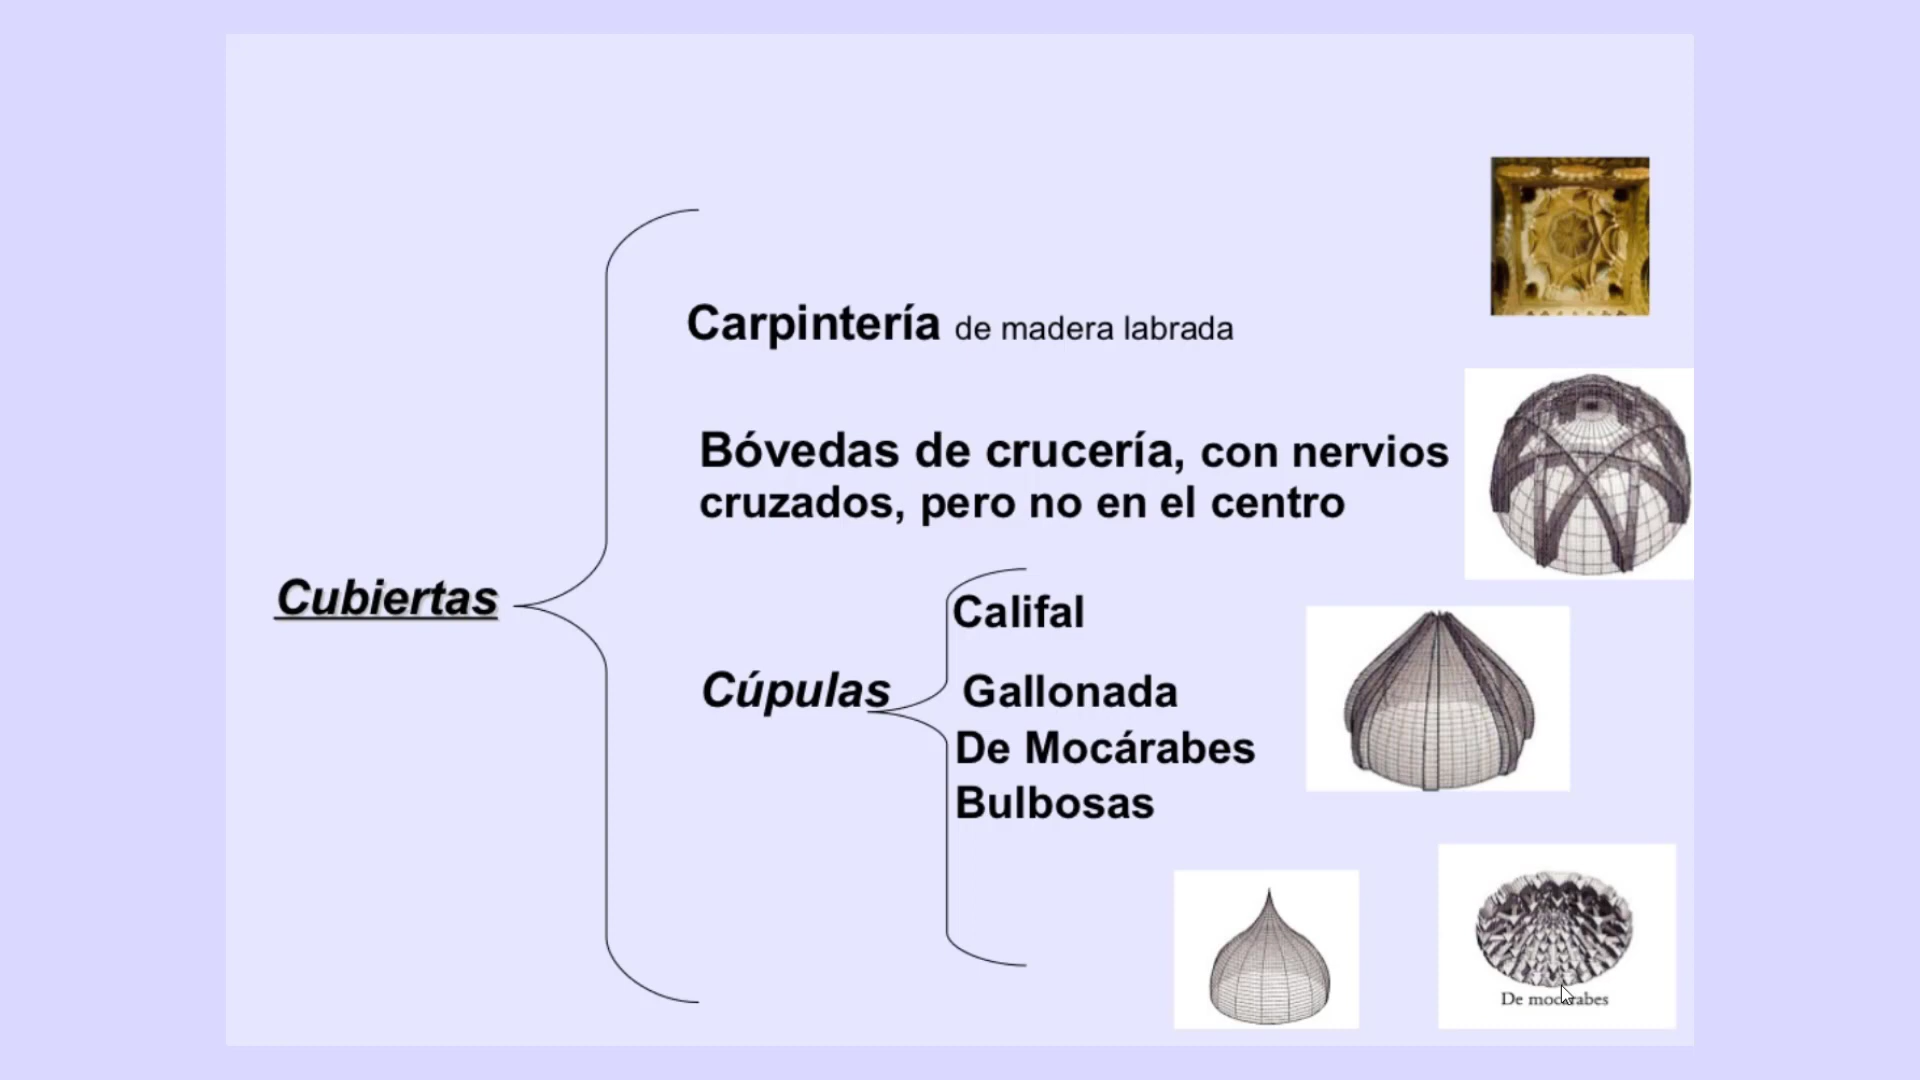 Carpintería de madera labrada
Bóvedas de crucería, con nervios
cruzados, pero no en el centro
Cubiertas
Califal
Cúpulas
Gallonada
De Mocárabes
Bulbosas
De mocárabes